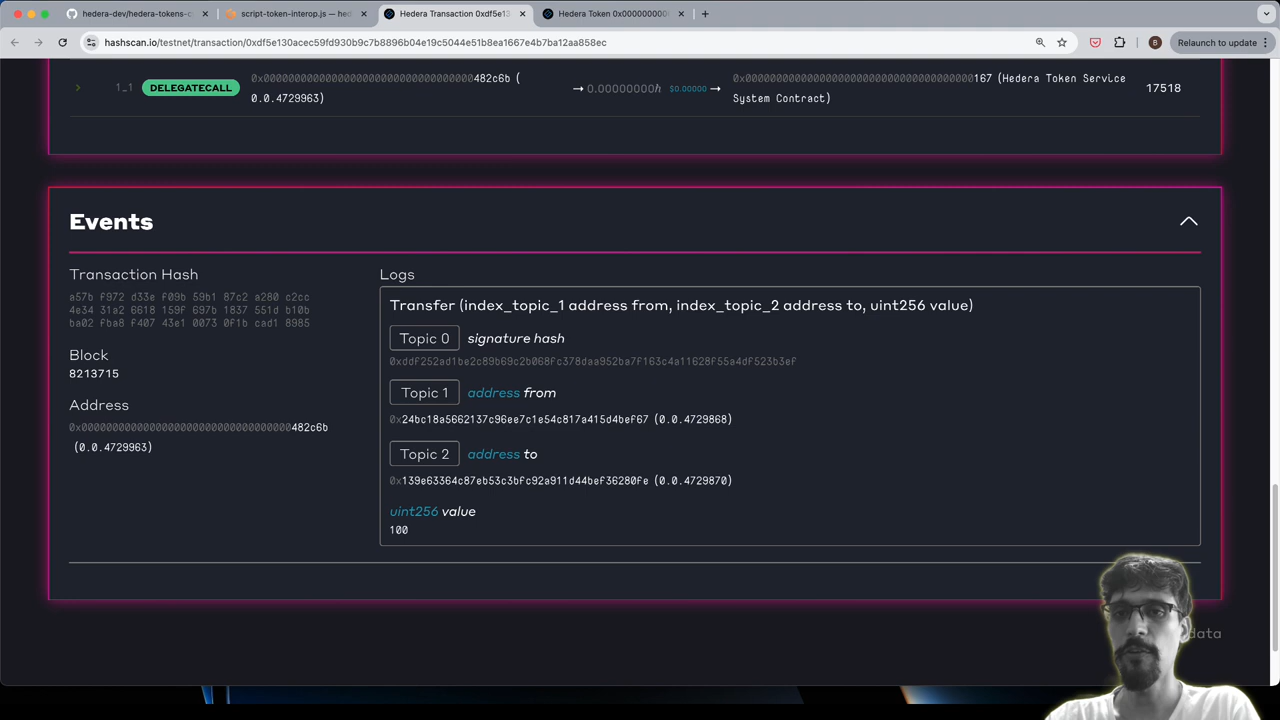 hedera-dev/hedera-tokens-c
script-token-interop.js — hed
Hedera Transaction 0xdf5e13
Hedera Token 0x000000000
hashscan.io/testnet/transaction/0xdf5e130acec59fd930b9c7b8896b04e19c5044e51b8ea1667e4b7ba12aa858ec
B
Relaunch to update
1_1
DELEGATECALL
0x0000000000000000000000000000000000482c6b (
0.0.4729963)
→ 0.00000000ℏ $0.00000 →
0x0000000000000000000000000000000000000167 (Hedera Token Service
System Contract)
17518
Events
Transaction Hash
a57b f972 d33e f09b 59b1 87c2 a280 c2cc
4e34 31a2 6618 159f 697b 1837 551d b10b
ba02 fba8 f407 43e1 0073 0f1b cad1 8985
Block
8213715
Address
0x0000000000000000000000000000000000482c6b
(0.0.4729963)
Logs
Transfer (index_topic_1 address from, index_topic_2 address to, uint256 value)
Topic 0 signature hash
0xddf252ad1be2c89b69c2b068fc378daa952ba7f163c4a11628f55a4df523b3ef
Topic 1 address from
0x24bc18a5662137c96ee7c1e54c817a415d4bef67 (0.0.4729868)
Topic 2 address to
0x139e63364c87eb53c3bfc92a911d44bef36280fe (0.0.4729870)
uint256 value
100
data